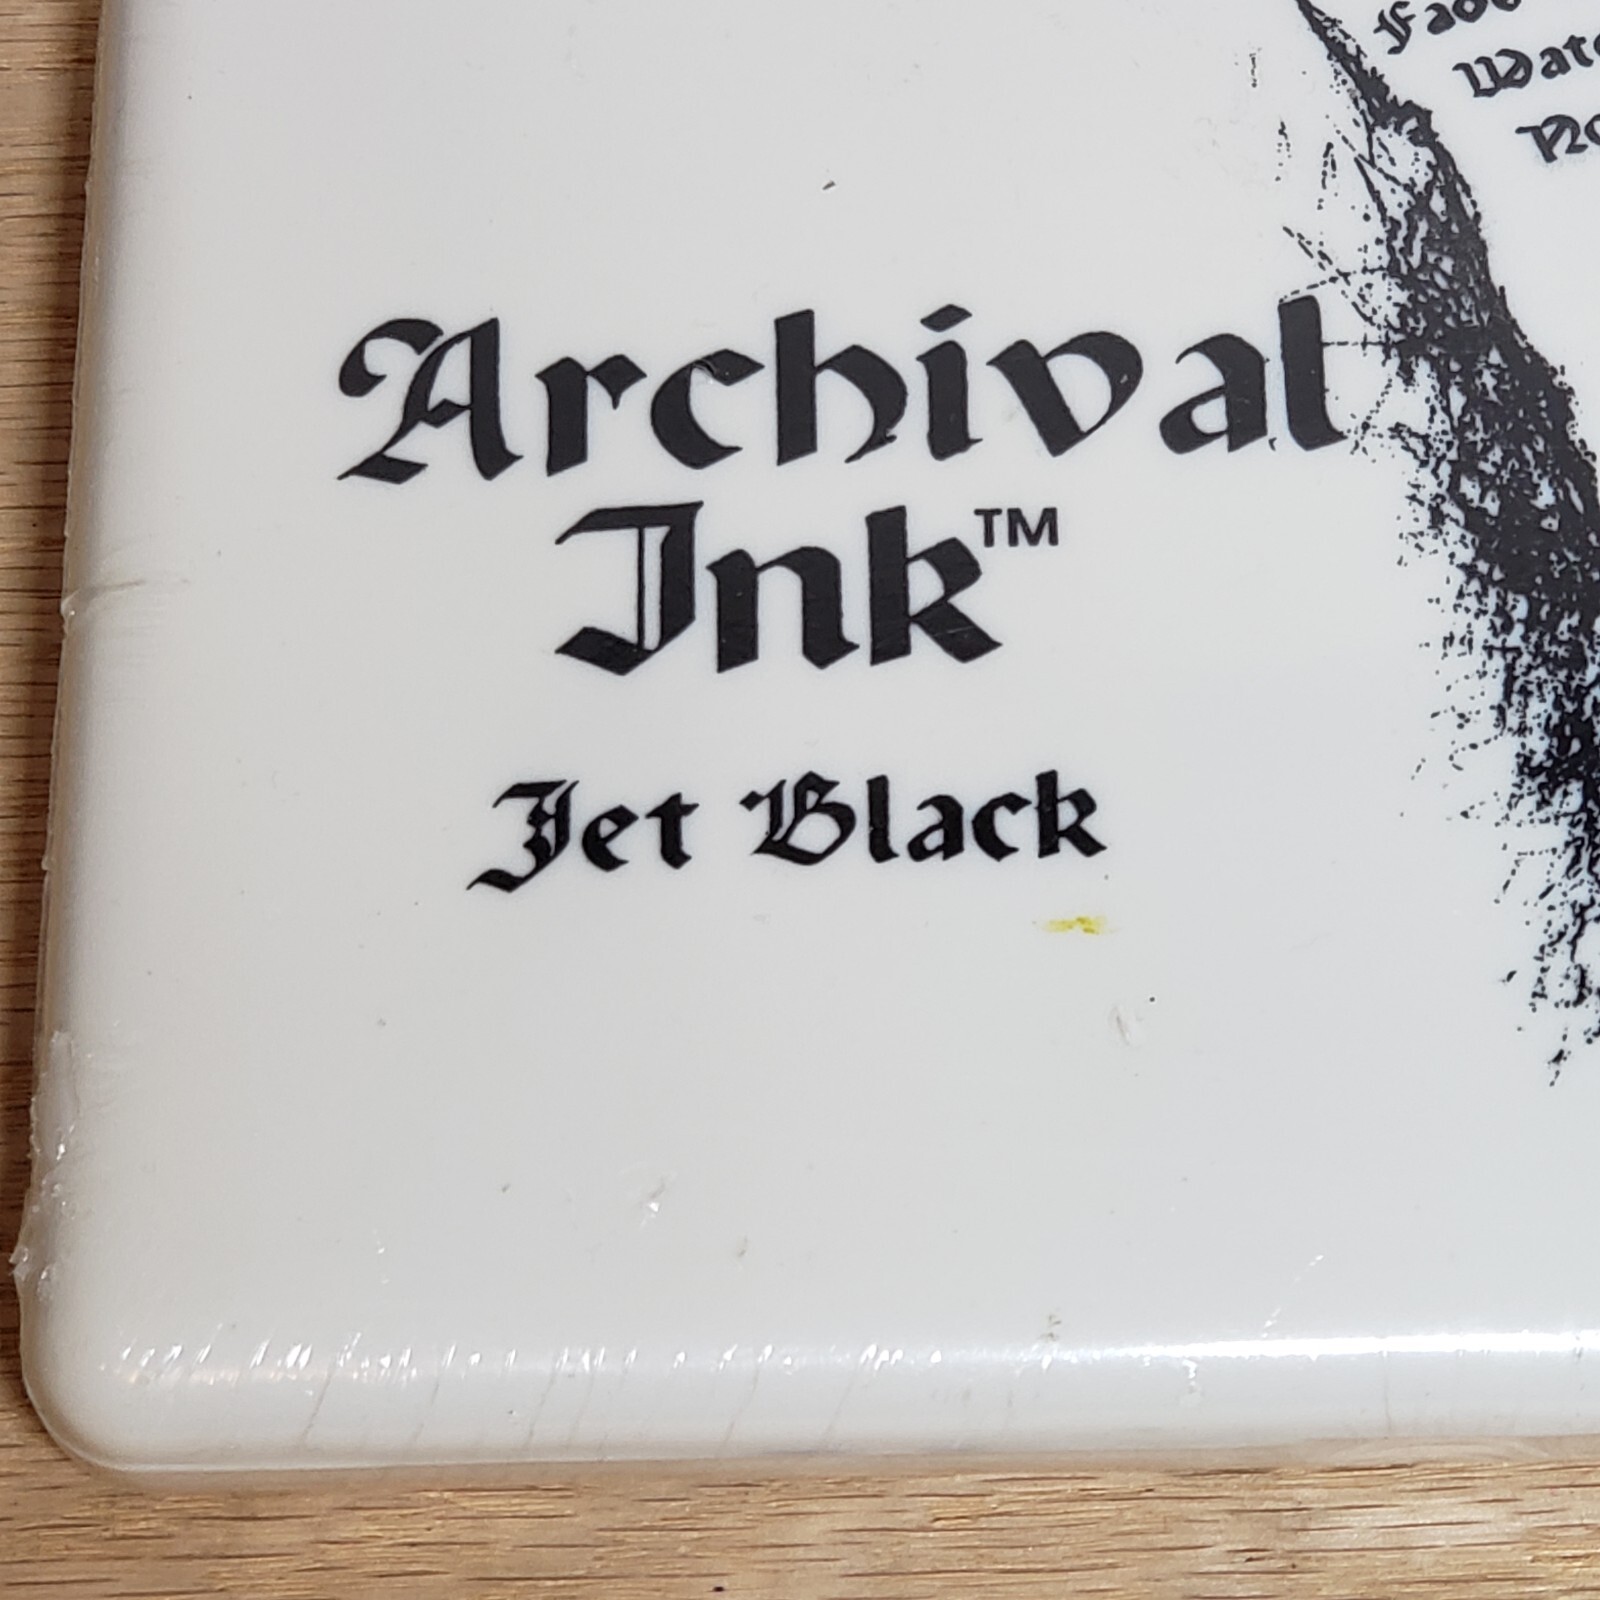 Archival
Ink™
Jet Black